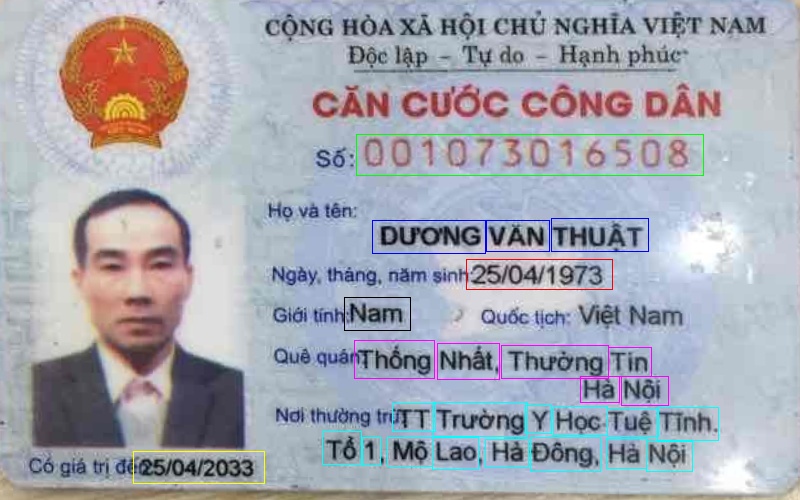 CỘNG HÒA XÃ HỘI CHỦ NGHĨA VIỆT NAM
Độc lập - Tự do - Hạnh phúc
CĂN CƯỚC CÔNG DÂN
Số: 001073016508
Họ và tên:
DƯƠNG VĂN THUẬT
Ngày, tháng, năm sinh: 25/04/1973
Giới tính: Nam Quốc tịch: Việt Nam
Quê quán: Thống Nhất, Thường Tín
Hà Nội
Nơi thường trú: TT Trường Y Học Tuệ Tĩnh.
Tổ 1, Mộ Lao, Hà Đông, Hà Nội
Có giá trị đến 25/04/2033